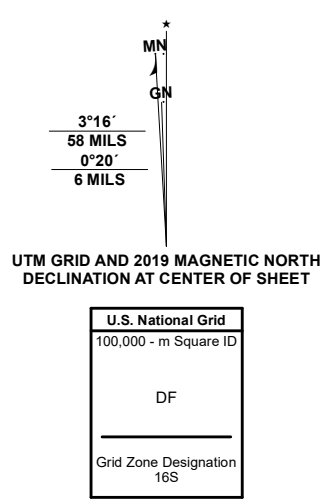 MN
GN
3°16´
58 MILS
0°20´
6 MILS
UTM GRID AND 2019 MAGNETIC NORTH
DECLINATION AT CENTER OF SHEET
U.S. National Grid
100,000 - m Square ID
DF
Grid Zone Designation
16S